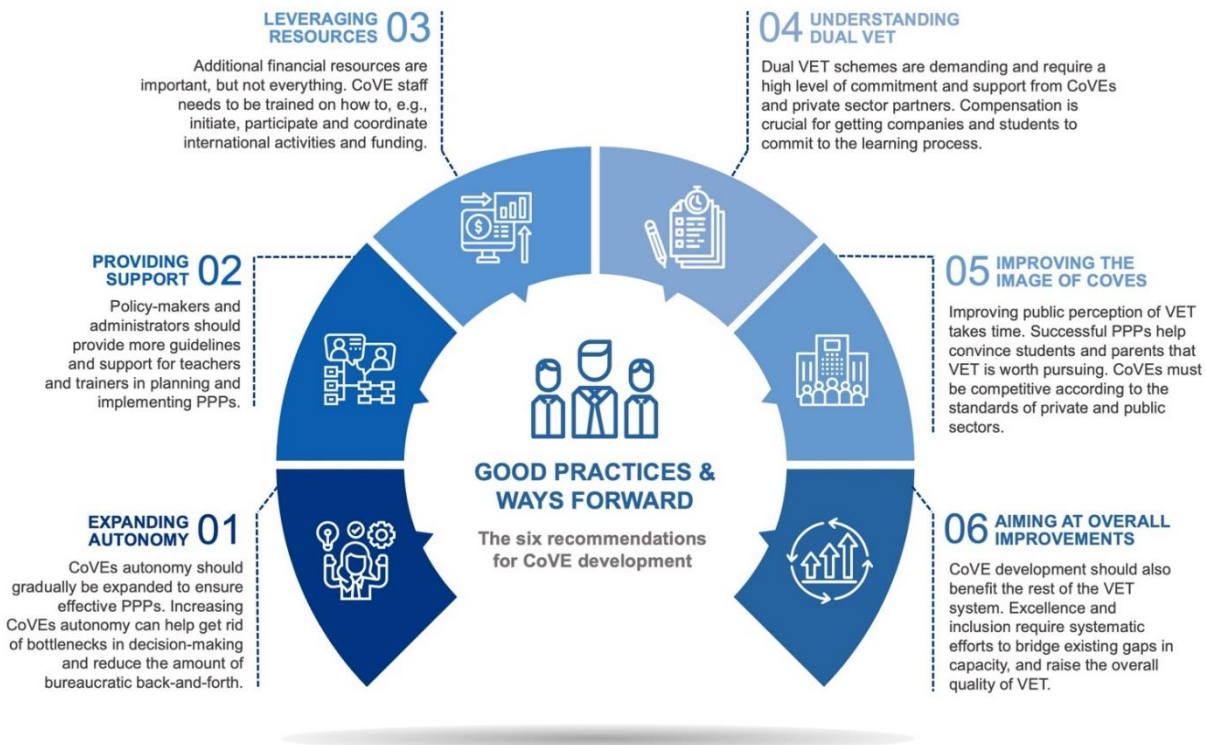 EXPANDING
AUTONOMY 01
CoVEs autonomy should
gradually be expanded to ensure
effective PPPs. Increasing
CoVEs autonomy can help get rid
of bottlenecks in decision-making
and reduce the amount of
bureaucratic back-and-forth.
PROVIDING
SUPPORT 02
Policy-makers and
administrators should
provide more guidelines
and support for teachers
and trainers in planning and
implementing PPPs.
LEVERAGING
RESOURCES 03
Additional financial resources are
important, but not everything. CoVE staff
needs to be trained on how to, e.g.,
initiate, participate and coordinate
international activities and funding.
04 UNDERSTANDING
DUAL VET
Dual VET schemes are demanding and require a
high level of commitment and support from CoVEs
and private sector partners. Compensation is
crucial for getting companies and students to
commit to the learning process.
05 IMPROVING THE
IMAGE OF COVES
Improving public perception of VET
takes time. Successful PPPs help
convince students and parents that
VET is worth pursuing. CoVEs must
be competitive according to the
standards of private and public
sectors.
06 AIMING AT OVERALL
IMPROVEMENTS
CoVE development should also
benefit the rest of the VET
system. Excellence and
inclusion require systematic
efforts to bridge existing gaps in
capacity, and raise the overall
quality of VET.
GOOD PRACTICES &
WAYS FORWARD
The six recommendations
for CoVE development
$